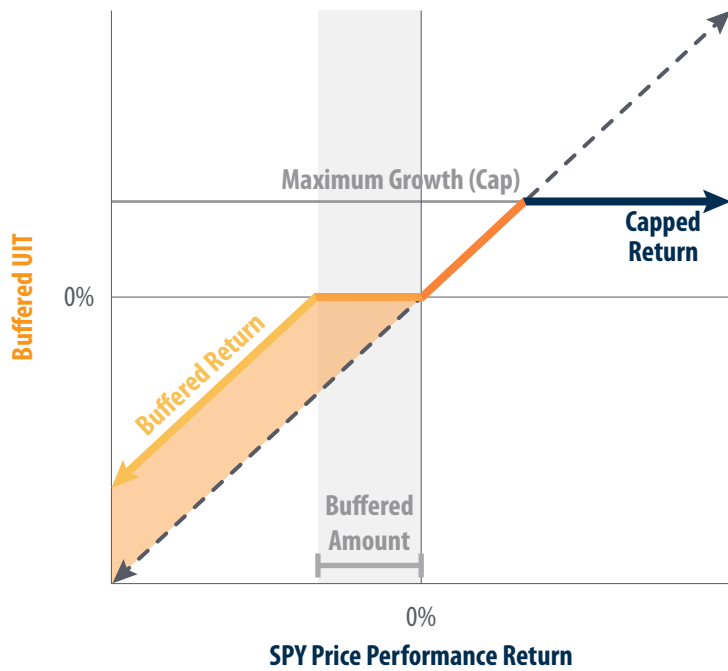 Maximum Growth (Cap)
Capped
Return
Buffered UIT
0%
Buffered Return
Buffered
Amount
0%
SPY Price Performance Return